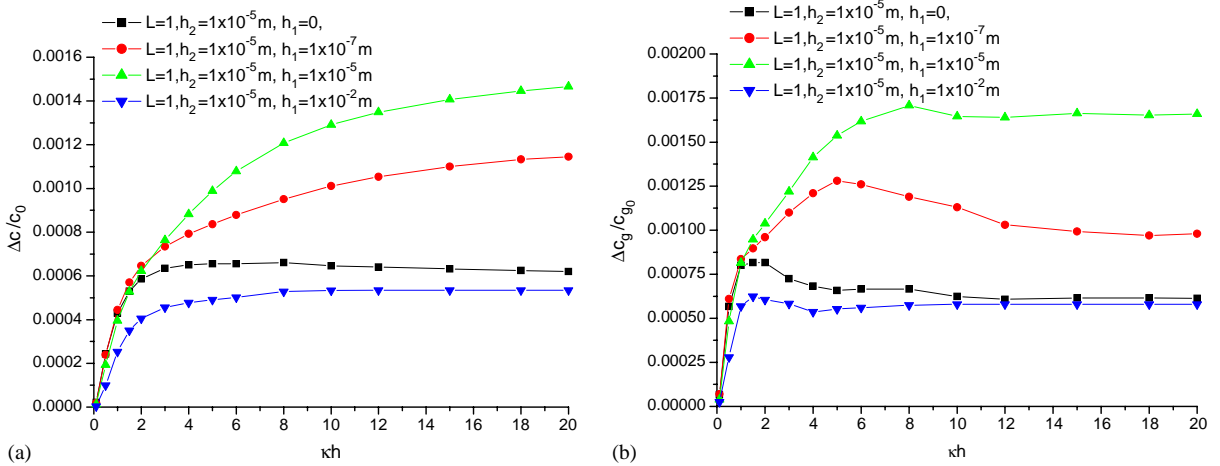 L=1,h₂=1x10⁻⁵m, h₁=0,
L=1,h₂=1x10⁻⁵m, h₁=1x10⁻⁷m
L=1,h₂=1x10⁻⁵m, h₁=1x10⁻⁵m
L=1,h₂=1x10⁻⁵m, h₁=1x10⁻²m
0.0016
0.0014
0.0012
0.0010
0.0008
0.0006
0.0004
0.0002
0.0000
Δc/c₀
0 2 4 6 8 10 12 14 16 18 20
κh
(a)
L=1,h₂=1x10⁻⁵m, h₁=0,
L=1,h₂=1x10⁻⁵m, h₁=1x10⁻⁷m
L=1,h₂=1x10⁻⁵m, h₁=1x10⁻⁵m
L=1,h₂=1x10⁻⁵m, h₁=1x10⁻²m
0.00200
0.00175
0.00150
0.00125
0.00100
0.00075
0.00050
0.00025
0.00000
Δc_g/c_g₀
0 2 4 6 8 10 12 14 16 18 20
κh
(b)